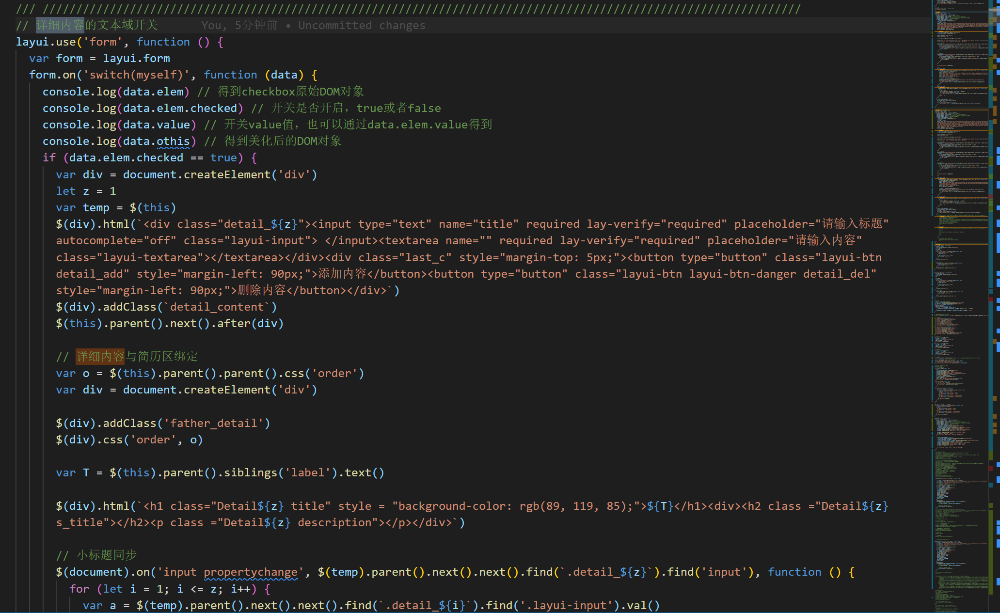 /// /////////////////////////////////////////////////////////////////////////////////////////////////////////////////
// 详细内容的文本域开关 You, 5分钟前 • Uncommitted changes
layui.use('form', function () {
var form = layui.form
form.on('switch(myself)', function (data) {
console.log(data.elem) // 得到checkbox原始DOM对象
console.log(data.elem.checked) // 开关是否开启，true或者false
console.log(data.value) // 开关value值，也可以通过data.elem.value得到
console.log(data.othis) // 得到美化后的DOM对象
if (data.elem.checked == true) {
var div = document.createElement('div')
let z = 1
var temp = $(this)
$(div).html(`<div class="detail_${z}"><input type="text" name="title" required lay-verify="required" placeholder="请输入标题"
autocomplete="off" class="layui-input"> </input><textarea name="" required lay-verify="required" placeholder="请输入内容"
class="layui-textarea"></textarea></div><div class="last_c" style="margin-top: 5px;"><button type="button" class="layui-btn
detail_add" style="margin-left: 90px;">添加内容</button><button type="button" class="layui-btn layui-btn-danger detail_del"
style="margin-left: 90px;">删除内容</button></div>`)
$(div).addClass(`detail_content`)
$(this).parent().next().after(div)
// 详细内容与简历区绑定
var o = $(this).parent().parent().css('order')
var div = document.createElement('div')
$(div).addClass('father_detail')
$(div).css('order', o)
var T = $(this).parent().siblings('label').text()
$(div).html(`<h1 class="Detail${z} title" style = "background-color: rgb(89, 119, 85);">${T}</h1><div><h2 class ="Detail${z}
s_title"></h2><p class ="Detail${z} description"></p></div>`)
// 小标题同步
$(document).on('input propertychange', $(temp).parent().next().next().find(`.detail_${z}`).find('input'), function () {
for (let i = 1; i <= z; i++) {
var a = $(temp).parent().next().next().find(`.detail_${i}`).find('.layui-input').val()